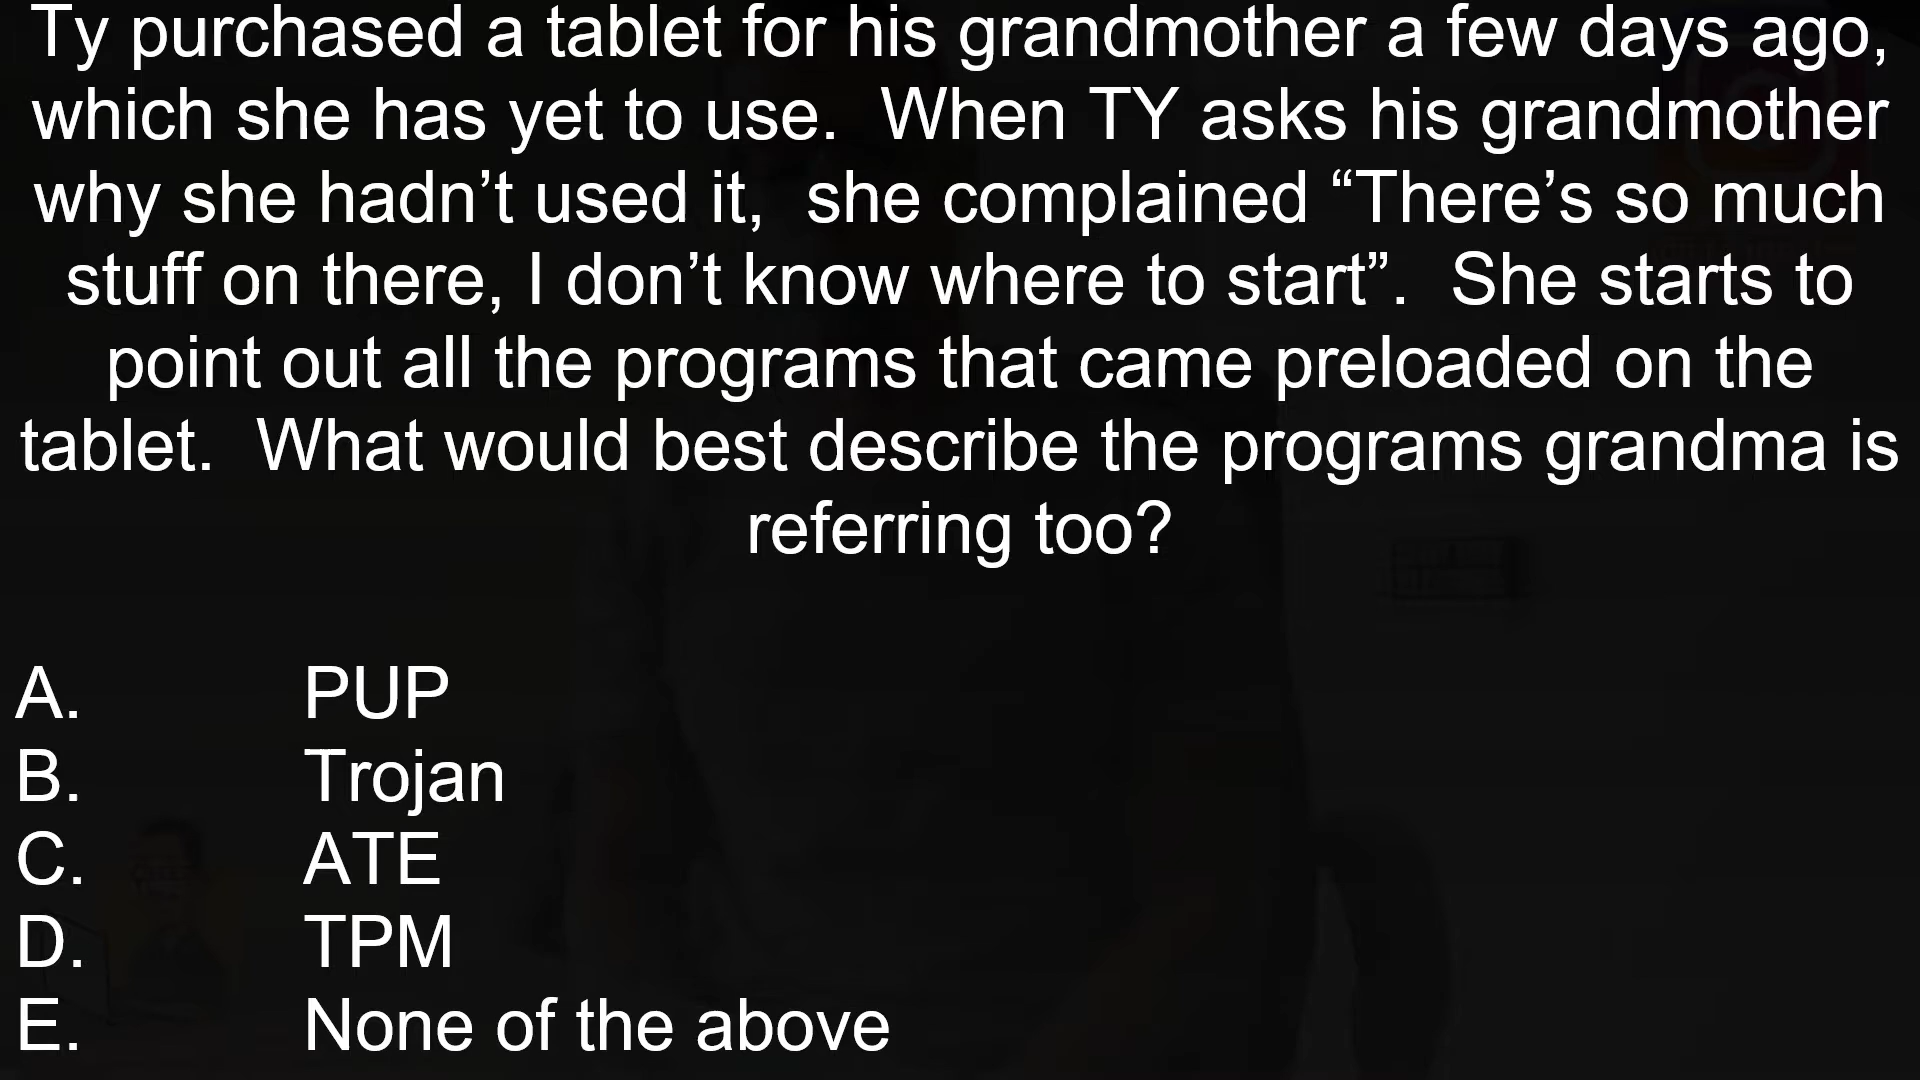 Ty purchased a tablet for his grandmother a few days ago,
which she has yet to use.  When TY asks his grandmother
why she hadn’t used it,  she complained “There’s so much
stuff on there, I don’t know where to start”.  She starts to
point out all the programs that came preloaded on the
tablet.  What would best describe the programs grandma is
referring too?
A. PUP
B. Trojan
C. ATE
D. TPM
E. None of the above